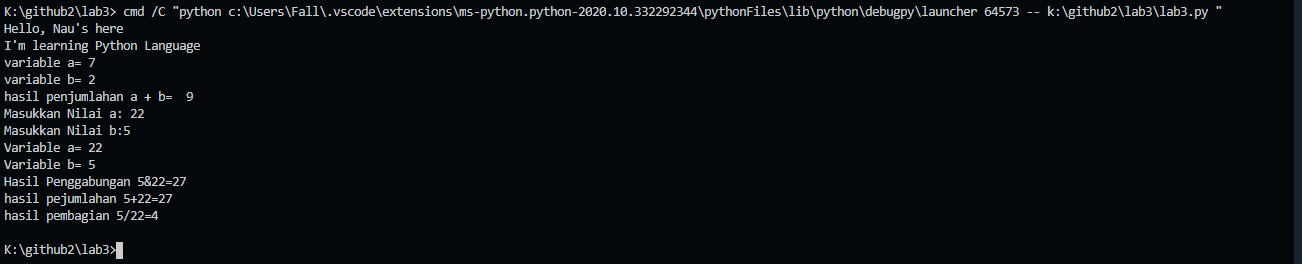 K:\github2\lab3> cmd /C "python c:\Users\Fall\.vscode\extensions\ms-python.python-2020.10.332292344\pythonFiles\lib\python\debugpy\launcher 64573 -- k:\github2\lab3\lab3.py "
Hello, Nau's here
I'm learning Python Language
variable a= 7
variable b= 2
hasil penjumlahan a + b=  9
Masukkan Nilai a: 22
Masukkan Nilai b:5
Variable a= 22
Variable b= 5
Hasil Penggabungan 5&22=27
hasil pejumlahan 5+22=27
hasil pembagian 5/22=4
K:\github2\lab3>